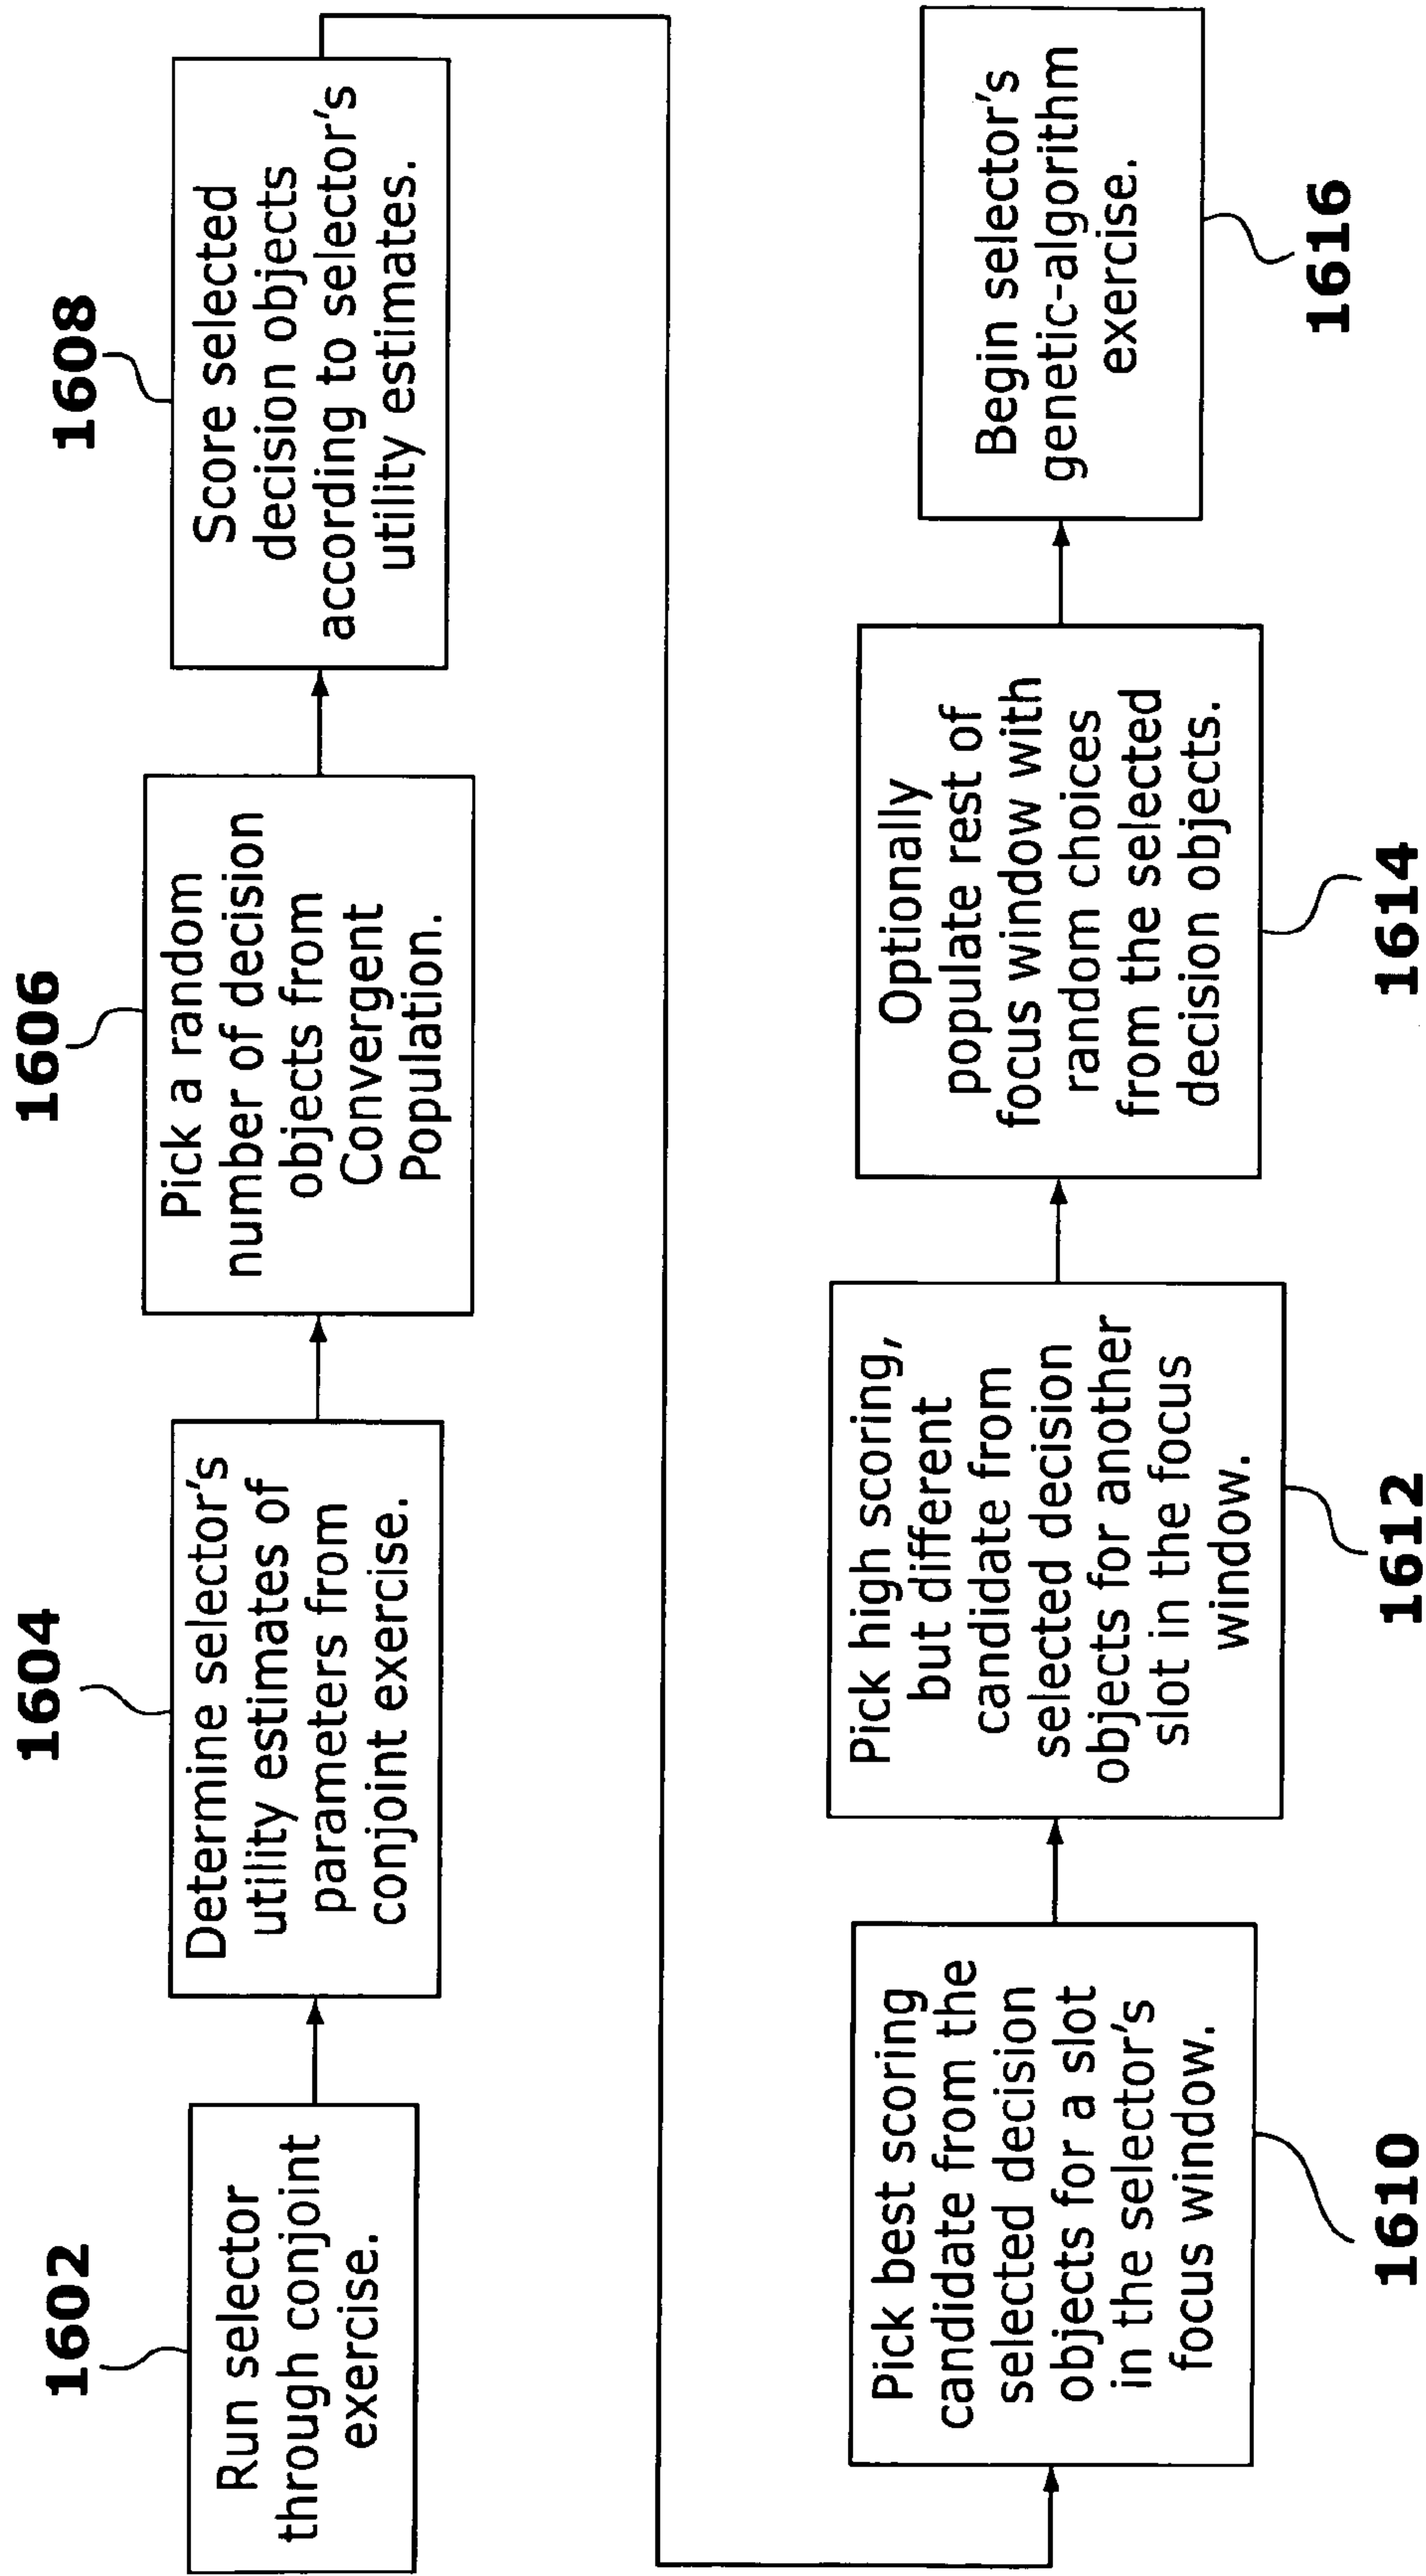 1602
Run selector
through conjoint
exercise.
1604
Determine selector's
utility estimates of
parameters from
conjoint exercise.
1606
Pick a random
number of decision
objects from
Convergent
Population.
1608
Score selected
decision objects
according to selector's
utility estimates.
Pick best scoring
candidate from the
selected decision
objects for a slot
in the selector's
focus window.
1610
Pick high scoring,
but different
candidate from
selected decision
objects for another
slot in the focus
window.
1612
Optionally
populate rest of
focus window with
random choices
from the selected
decision objects.
1614
Begin selector's
genetic-algorithm
exercise.
1616